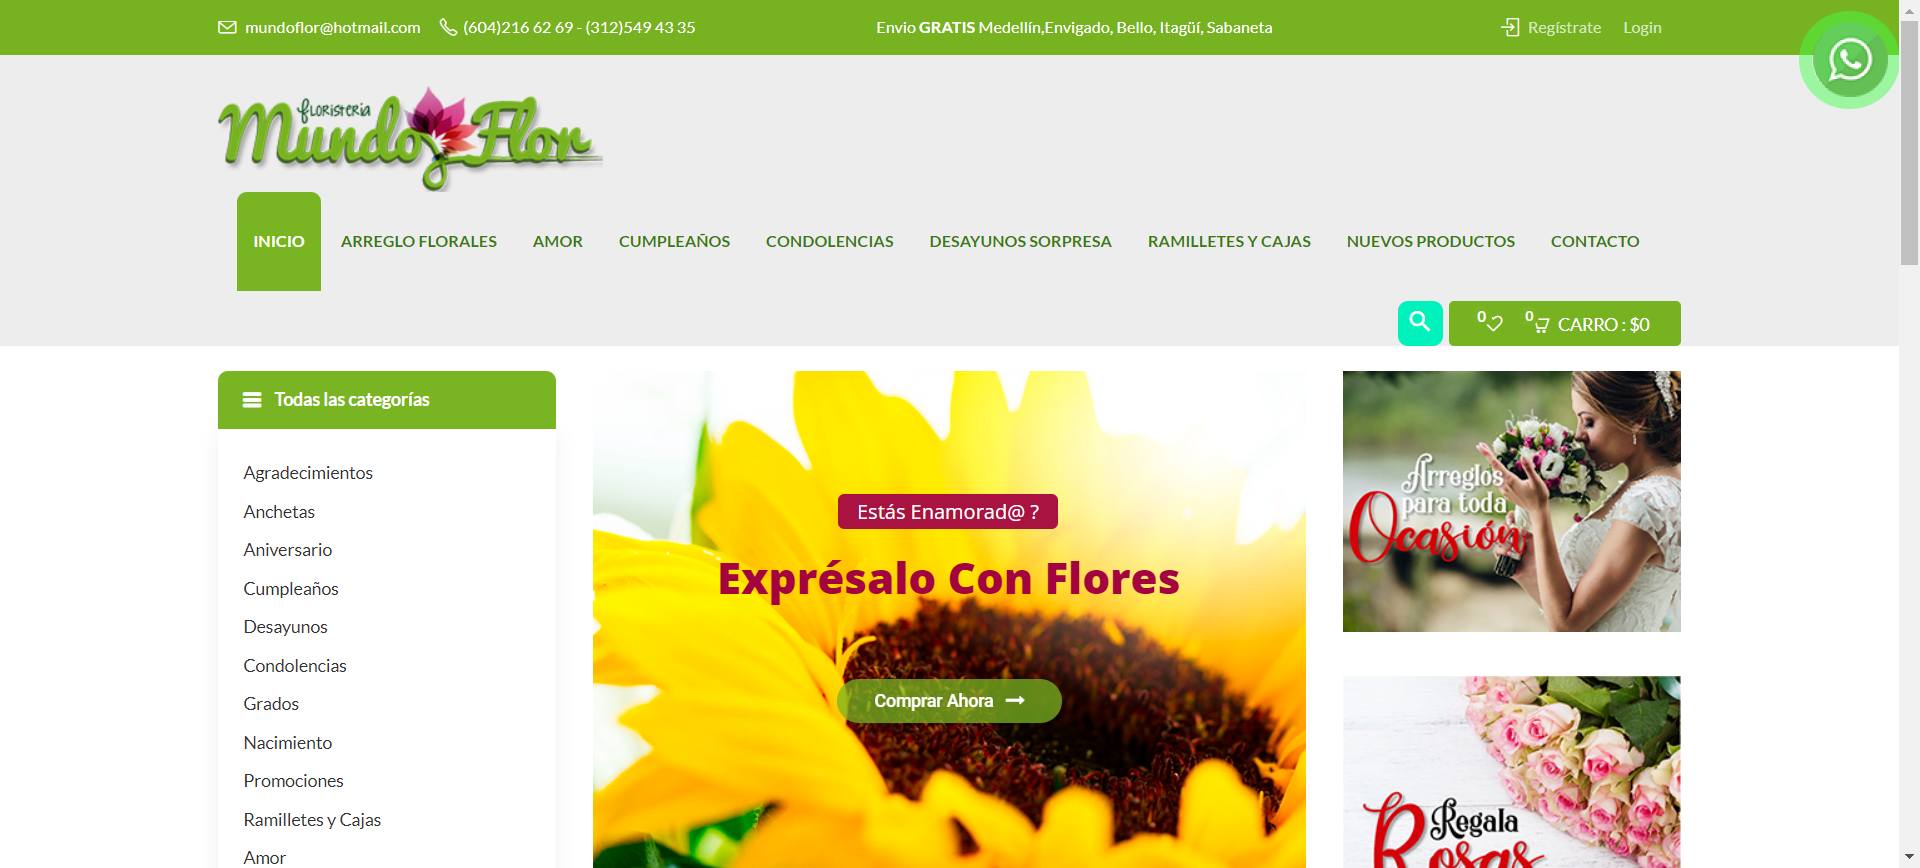 mundoflor@hotmail.com
(604)216 62 69 - (312)549 43 35
Envio GRATIS Medellín,Envigado, Bello, Itagüí, Sabaneta
Regístrate
Login
floristería
Mundo Flor
INICIO
ARREGLO FLORALES
AMOR
CUMPLEAÑOS
CONDOLENCIAS
DESAYUNOS SORPRESA
RAMILLETES Y CAJAS
NUEVOS PRODUCTOS
CONTACTO
0
0
CARRO : $0
Todas las categorías
Agradecimientos
Anchetas
Aniversario
Cumpleaños
Desayunos
Condolencias
Grados
Nacimiento
Promociones
Ramilletes y Cajas
Amor
Estás Enamorad@ ?
Exprésalo Con Flores
Comprar Ahora
Arreglos
para toda
Ocasión
Regala
Rosas